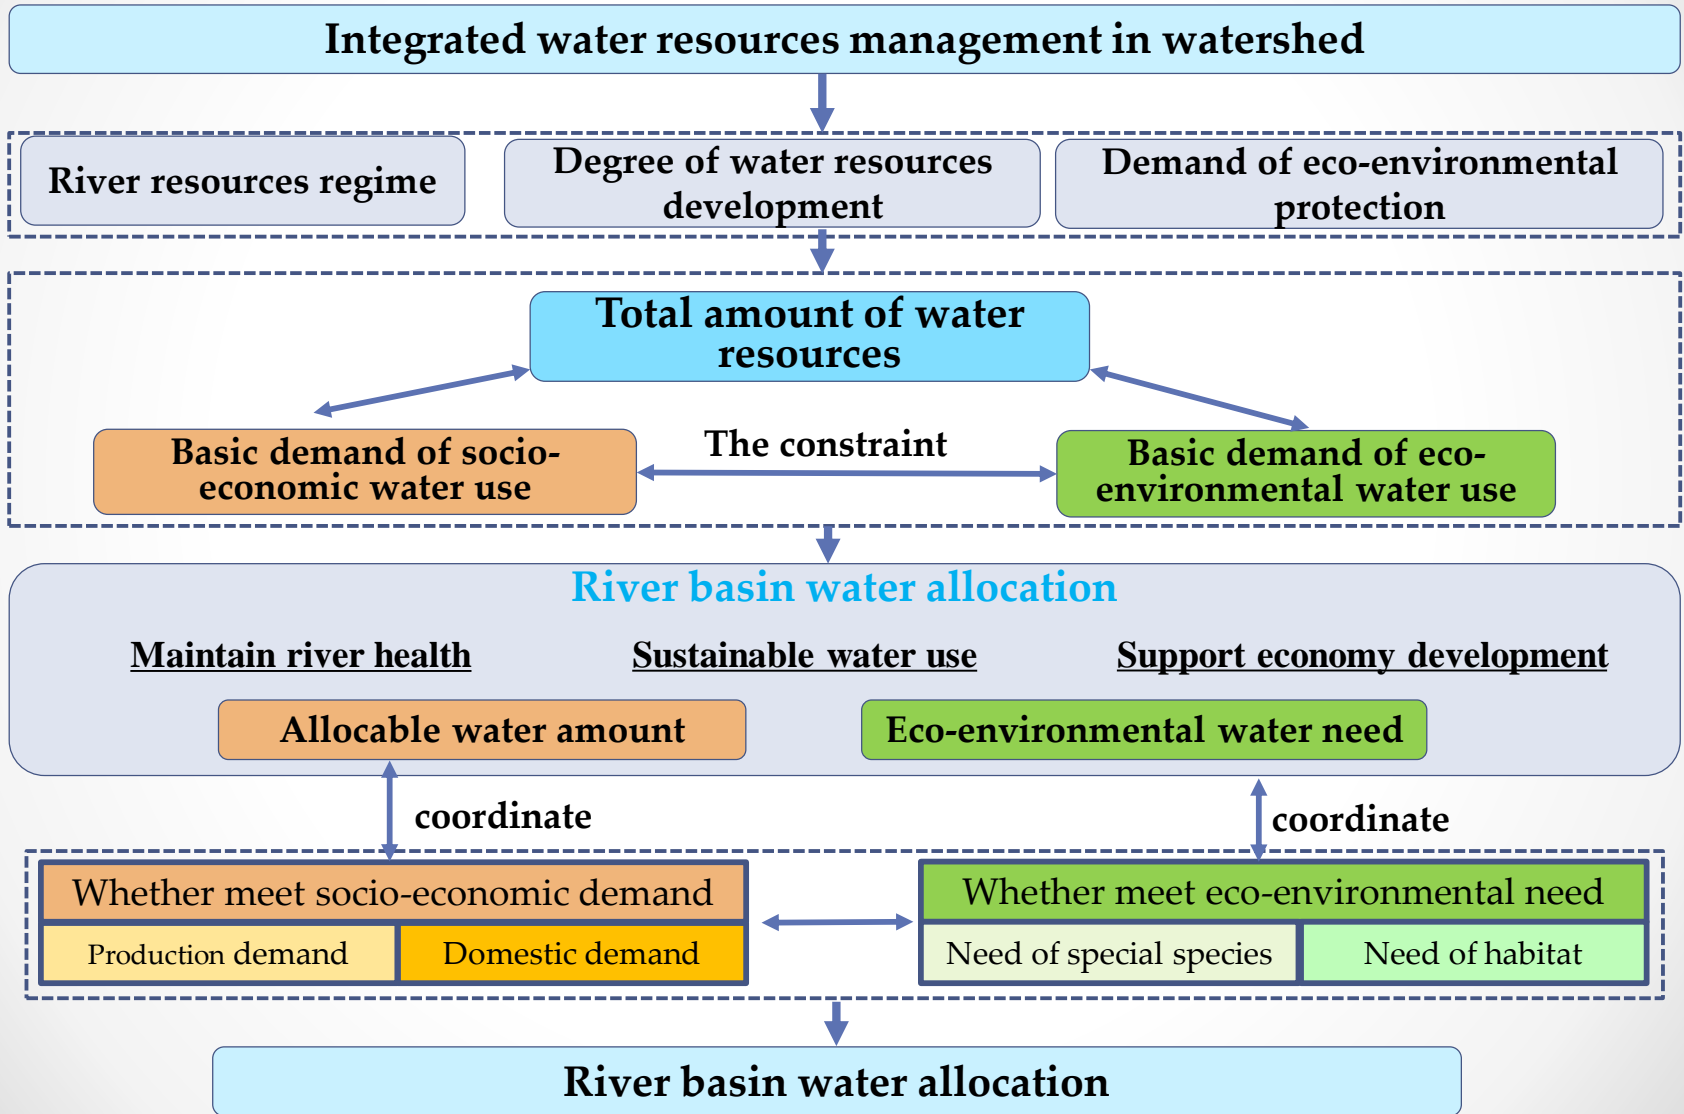 Integrated water resources management in watershed
River resources regime
Degree of water resources
development
Demand of eco-environmental
protection
Total amount of water
resources
Basic demand of socio-
economic water use
The constraint
Basic demand of eco-
environmental water use
River basin water allocation
Maintain river health
Sustainable water use
Support economy development
Allocable water amount
Eco-environmental water need
coordinate
coordinate
Whether meet socio-economic demand
Production demand
Domestic demand
Whether meet eco-environmental need
Need of special species
Need of habitat
River basin water allocation